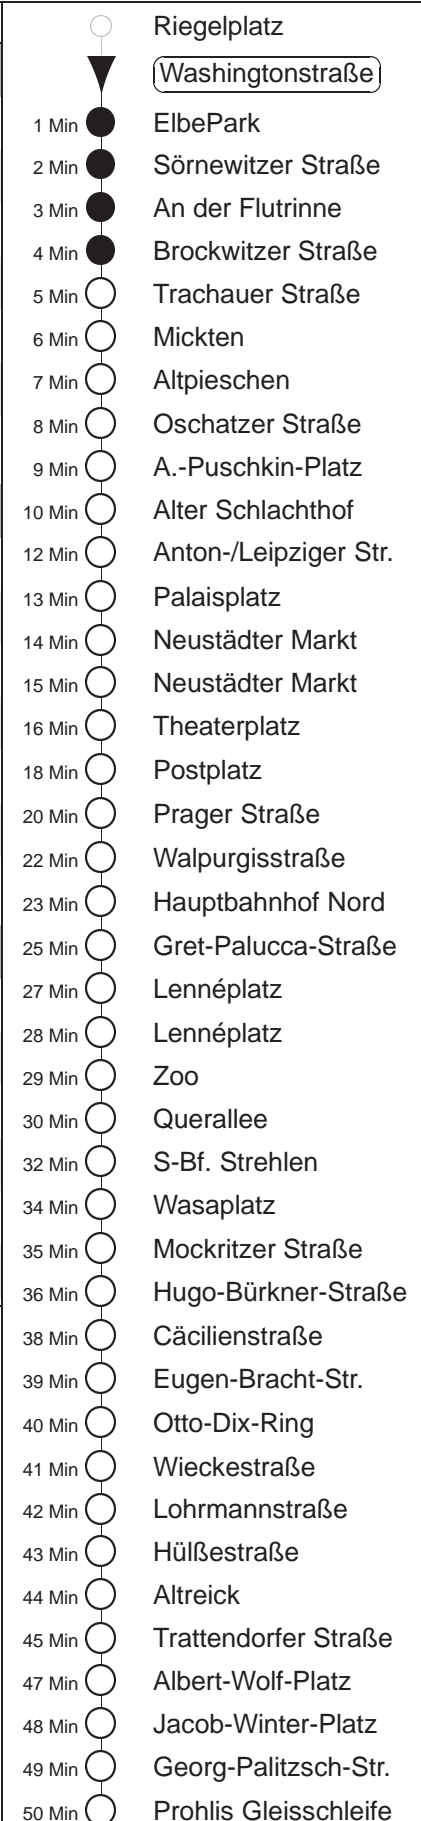 Riegelplatz
Washingtonstraße
1 Min ElbePark
2 Min Sörnewitzer Straße
3 Min An der Flutrinne
4 Min Brockwitzer Straße
5 Min Trachauer Straße
6 Min Mickten
7 Min Altpieschen
8 Min Oschatzer Straße
9 Min A.-Puschkin-Platz
10 Min Alter Schlachthof
12 Min Anton-/Leipziger Str.
13 Min Palaisplatz
14 Min Neustädter Markt
15 Min Neustädter Markt
16 Min Theaterplatz
18 Min Postplatz
20 Min Prager Straße
22 Min Walpurgisstraße
23 Min Hauptbahnhof Nord
25 Min Gret-Palucca-Straße
27 Min Lennéplatz
28 Min Lennéplatz
29 Min Zoo
30 Min Querallee
32 Min S-Bf. Strehlen
34 Min Wasaplatz
35 Min Mockritzer Straße
36 Min Hugo-Bürkner-Straße
38 Min Cäcilienstraße
39 Min Eugen-Bracht-Str.
40 Min Otto-Dix-Ring
41 Min Wieckestraße
42 Min Lohrmannstraße
43 Min Hülßestraße
44 Min Altreick
45 Min Trattendorfer Straße
47 Min Albert-Wolf-Platz
48 Min Jacob-Winter-Platz
49 Min Georg-Palitzsch-Str.
50 Min Prohlis Gleisschleife